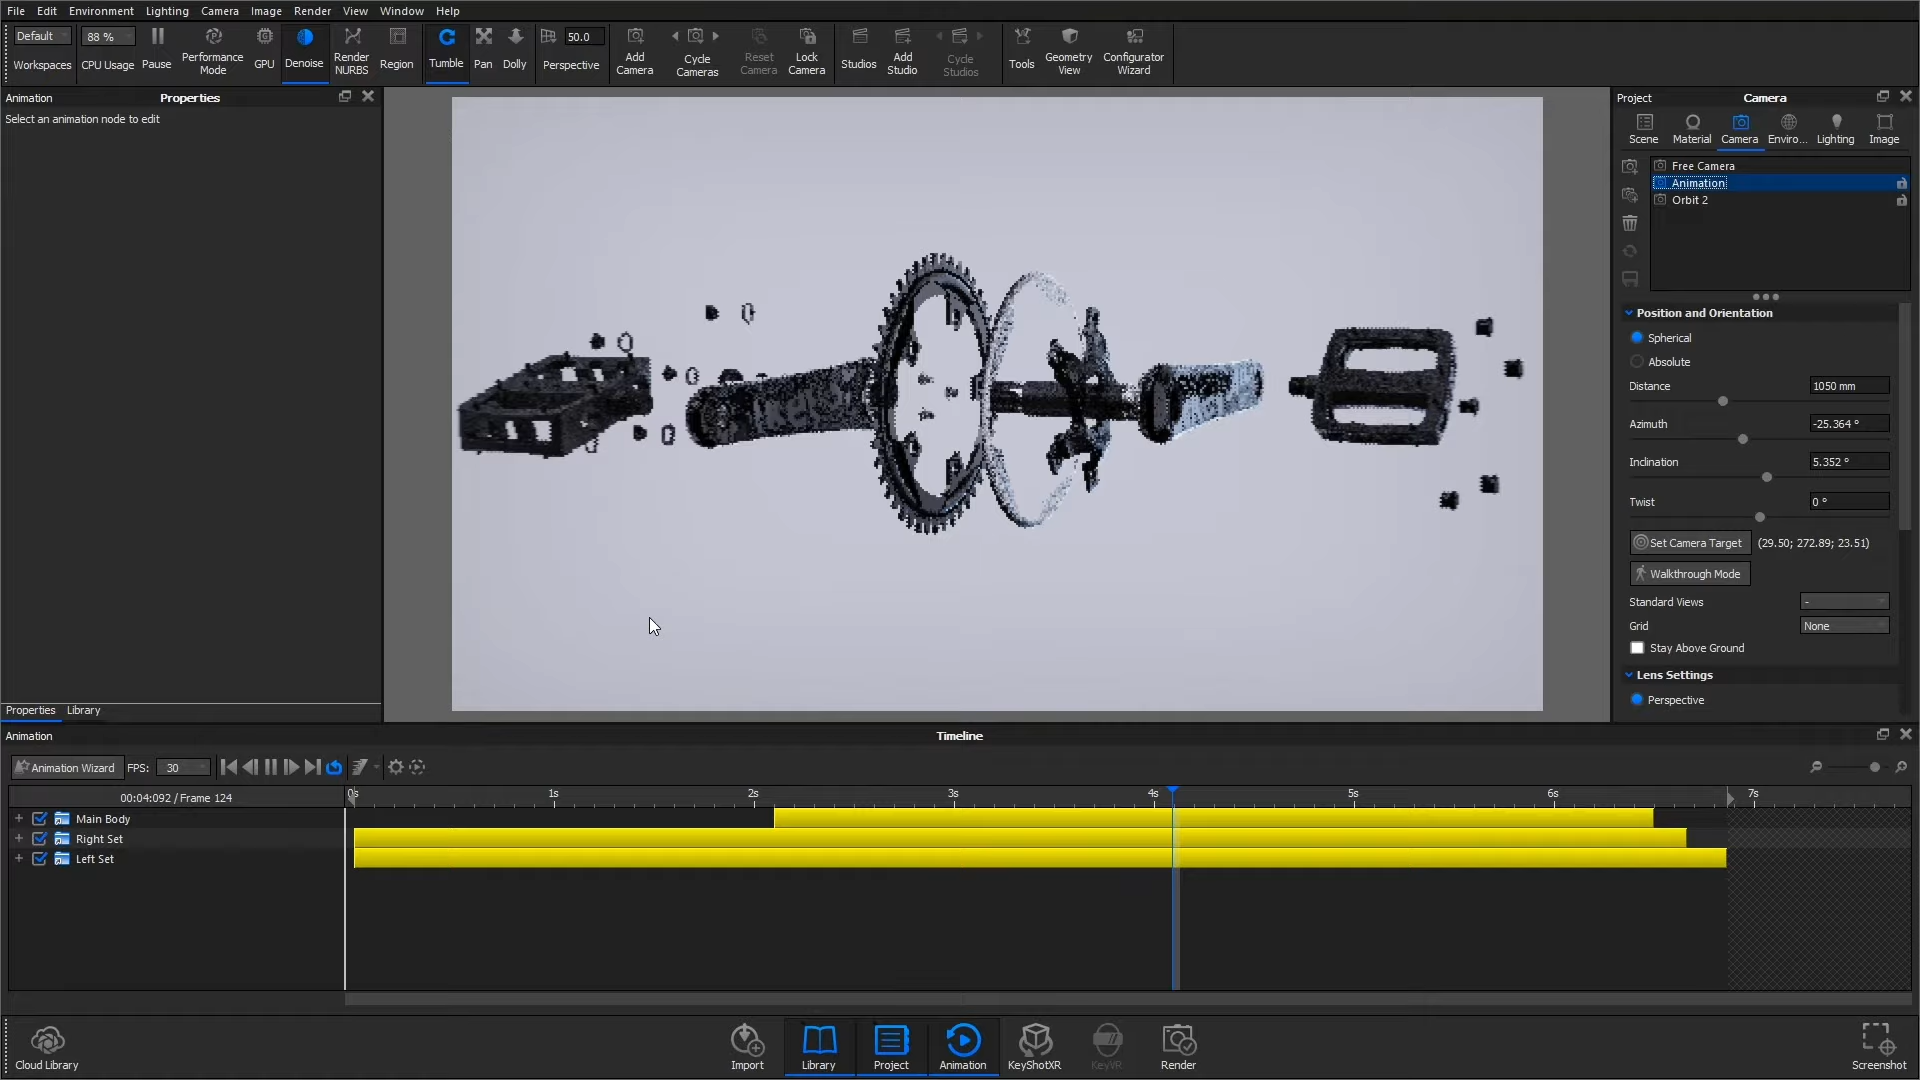 File Edit Environment Lighting Camera Image Render View Window Help
Default 88 % 50.0
Workspaces CPU Usage Pause Performance Mode GPU Denoise Render NURBS Region Tumble Pan Dolly Perspective Add Camera Cycle Cameras Reset Camera Lock Camera Studios Add Studio Cycle Studios Tools Geometry View Configurator Wizard
Animation Properties
Select an animation node to edit
Properties Library
Project Camera
Scene Material Camera Enviro... Lighting Image
Free Camera
Animation
Orbit 2
Position and Orientation
Spherical
Absolute
Distance 1050 mm
Azimuth -25.364 °
Inclination 5.352 °
Twist 0 °
Set Camera Target (29.50; 272.89; 23.51)
Walkthrough Mode
Standard Views -
Grid None
Stay Above Ground
Lens Settings
Perspective
Animation Timeline
Animation Wizard FPS: 30
00:04:092 / Frame 124 0s 1s 2s 3s 4s 5s 6s 7s
Main Body
Right Set
Left Set
Cloud Library Import Library Project Animation KeyShotXR KeyVR Render Screenshot